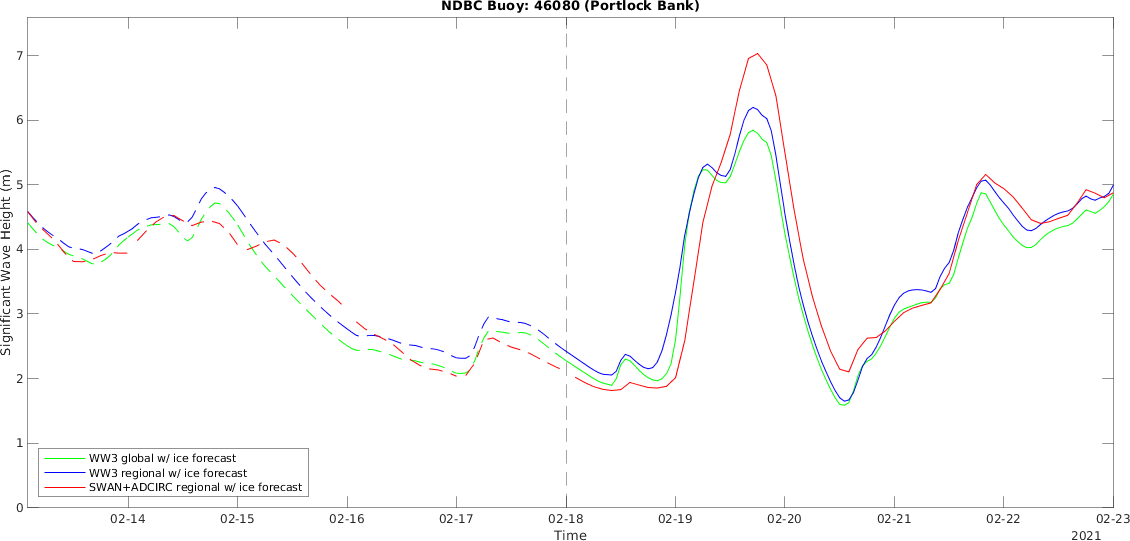 NDBC Buoy: 46080 (Portlock Bank)
Significant Wave Height (m)
7
6
5
4
3
2
1
0
WW3 global w/ ice forecast
WW3 regional w/ ice forecast
SWAN+ADCIRC regional w/ ice forecast
02-14 02-15 02-16 02-17 02-18 02-19 02-20 02-21 02-22 02-23
Time
2021